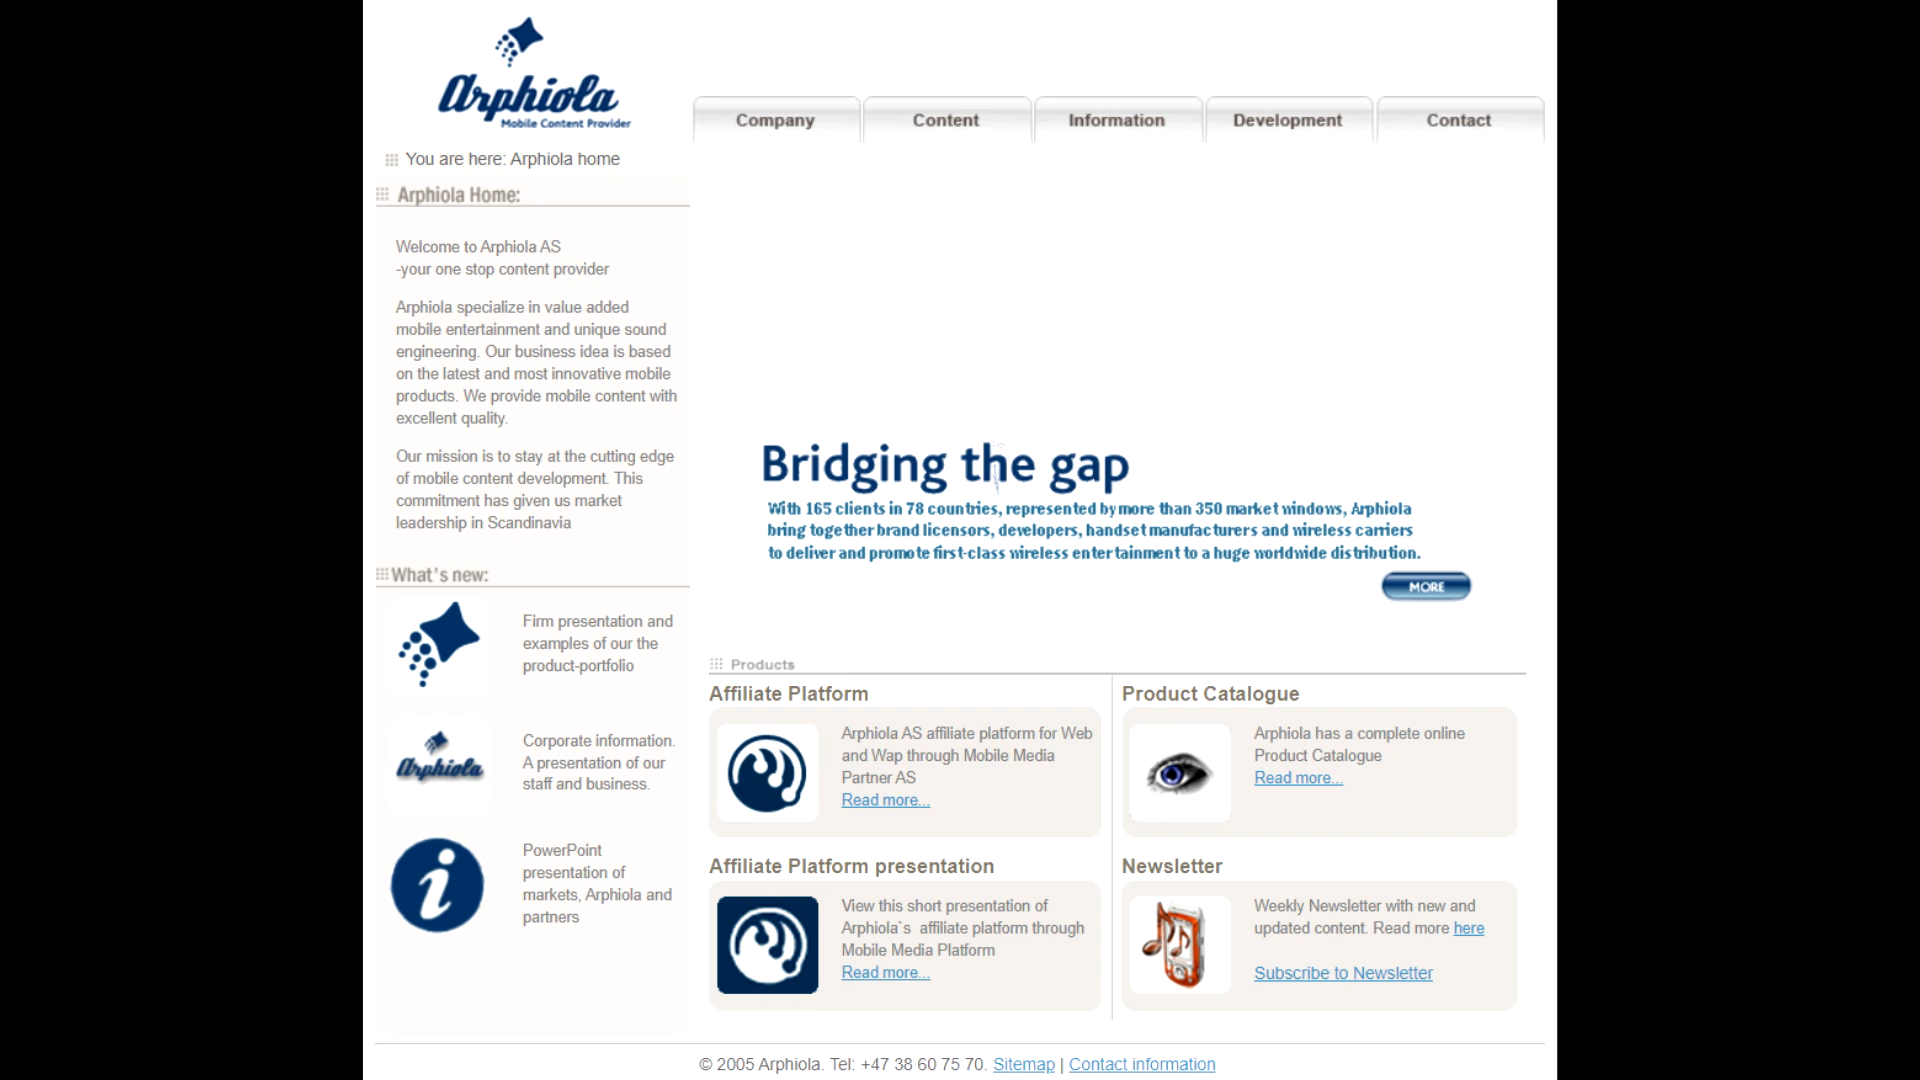 Arphiola
Mobile Content Provider
Company
Content
Information
Development
Contact
You are here: Arphiola home
Arphiola Home:
Welcome to Arphiola AS
-your one stop content provider
Arphiola specialize in value added
mobile entertainment and unique sound
engineering. Our business idea is based
on the latest and most innovative mobile
products. We provide mobile content with
excellent quality.
Our mission is to stay at the cutting edge
of mobile content development. This
commitment has given us market
leadership in Scandinavia
What's new:
Firm presentation and
examples of our the
product-portfolio
Arphiola
Corporate information.
A presentation of our
staff and business.
i
PowerPoint
presentation of
markets, Arphiola and
partners
Bridging the gap
With 165 clients in 78 countries, represented by more than 350 market windows, Arphiola
bring together brand licensors, developers, handset manufacturers and wireless carriers
to deliver and promote first-class wireless entertainment to a huge worldwide distribution.
MORE
Products
Affiliate Platform
Arphiola AS affiliate platform for Web
and Wap through Mobile Media
Partner AS
Read more...
Product Catalogue
Arphiola has a complete online
Product Catalogue
Read more...
Affiliate Platform presentation
View this short presentation of
Arphiola`s affiliate platform through
Mobile Media Platform
Read more...
Newsletter
Weekly Newsletter with new and
updated content. Read more here
Subscribe to Newsletter
© 2005 Arphiola. Tel: +47 38 60 75 70. Sitemap | Contact information